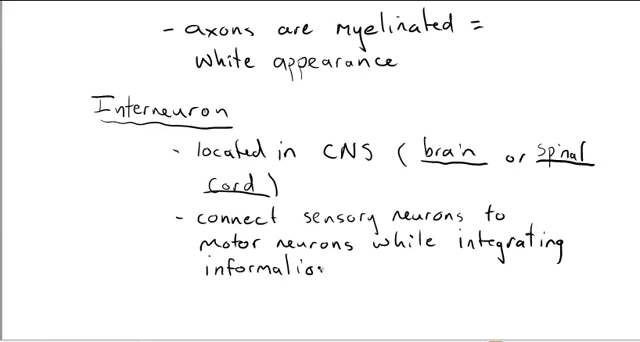 - axons are myelinated =
white appearance
Interneuron
- located in CNS ( brain or spinal
cord )
- connect sensory neurons to
motor neurons while integrating
information